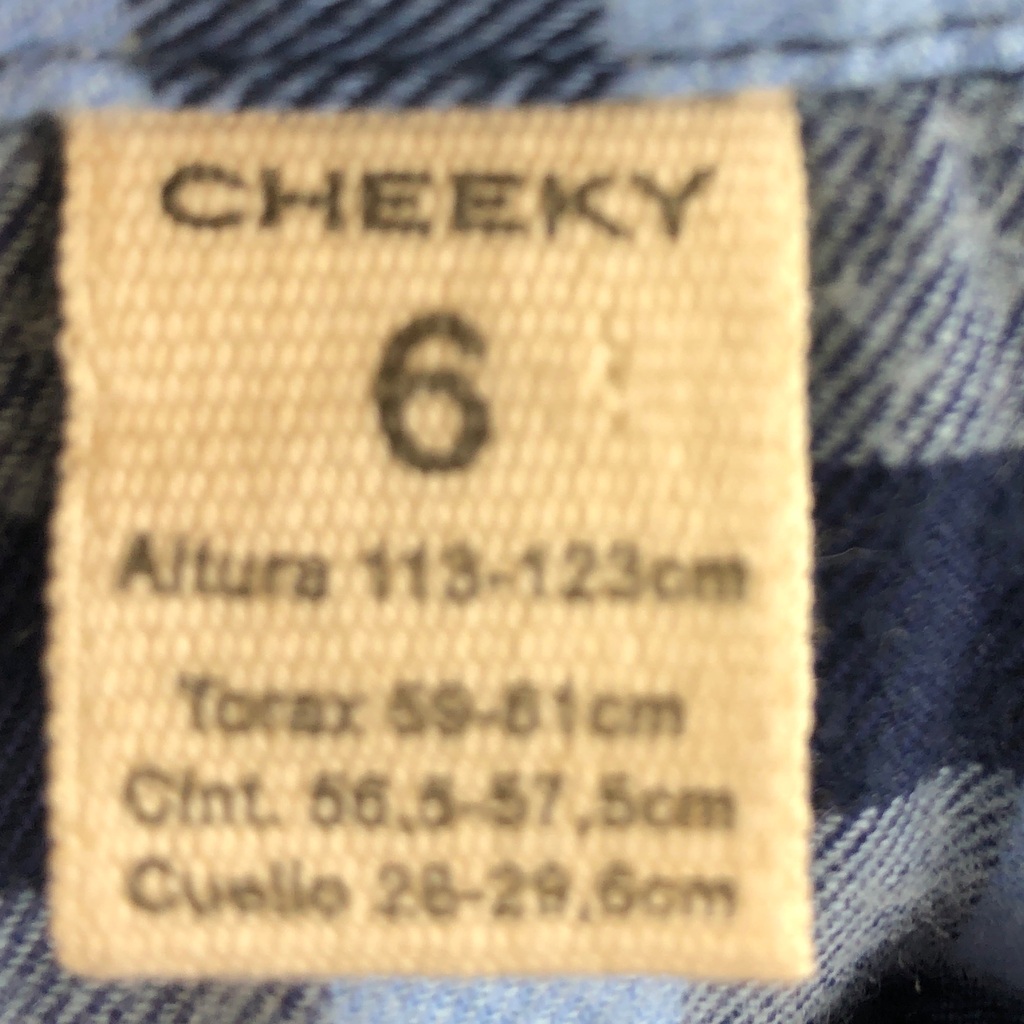 CHEEKY
6
Altura 113-123cm
Torax 59-61cm
Cint. 56,5-57,5cm
Cuello 28-29,6cm